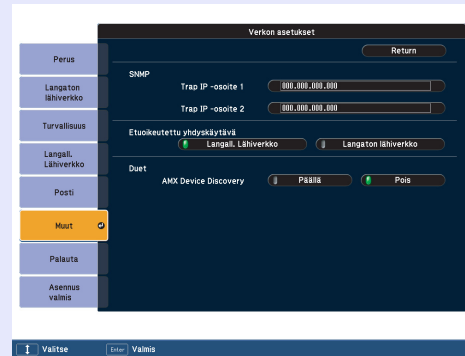 Verkon asetukset
Return
Perus
Langaton
lähiverkko
Turvallisuus
Langall.
Lähiverkko
Posti
Muut
Palauta
Asennus
valmis
SNMP
Trap IP -osoite 1
000.000.000.000
Trap IP -osoite 2
000.000.000.000
Etuoikeutettu yhdyskäytävä
Langall. Lähiverkko
Langaton lähiverkko
Duet
AMX Device Discovery
Päällä
Pois
Valitse
Enter
Valmis